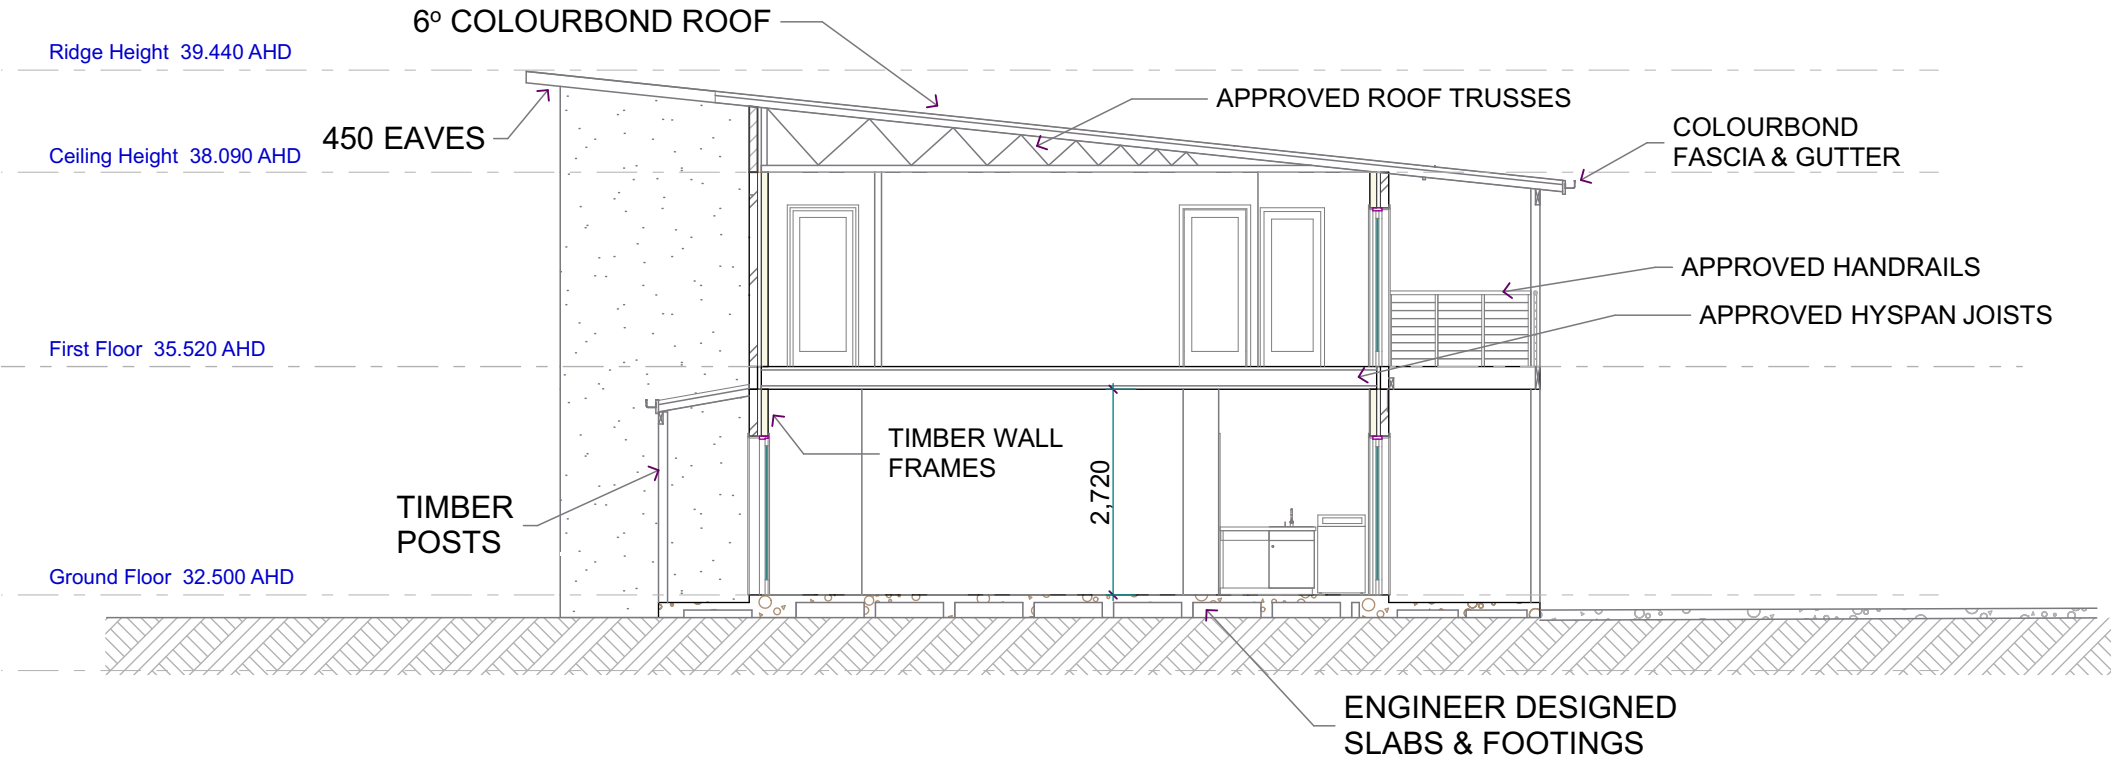 6º COLOURBOND ROOF
Ridge Height 39.440 AHD
APPROVED ROOF TRUSSES
450 EAVES
COLOURBOND
FASCIA & GUTTER
Ceiling Height 38.090 AHD
APPROVED HANDRAILS
APPROVED HYSPAN JOISTS
First Floor 35.520 AHD
TIMBER WALL
FRAMES
2,720
TIMBER
POSTS
Ground Floor 32.500 AHD
ENGINEER DESIGNED
SLABS & FOOTINGS